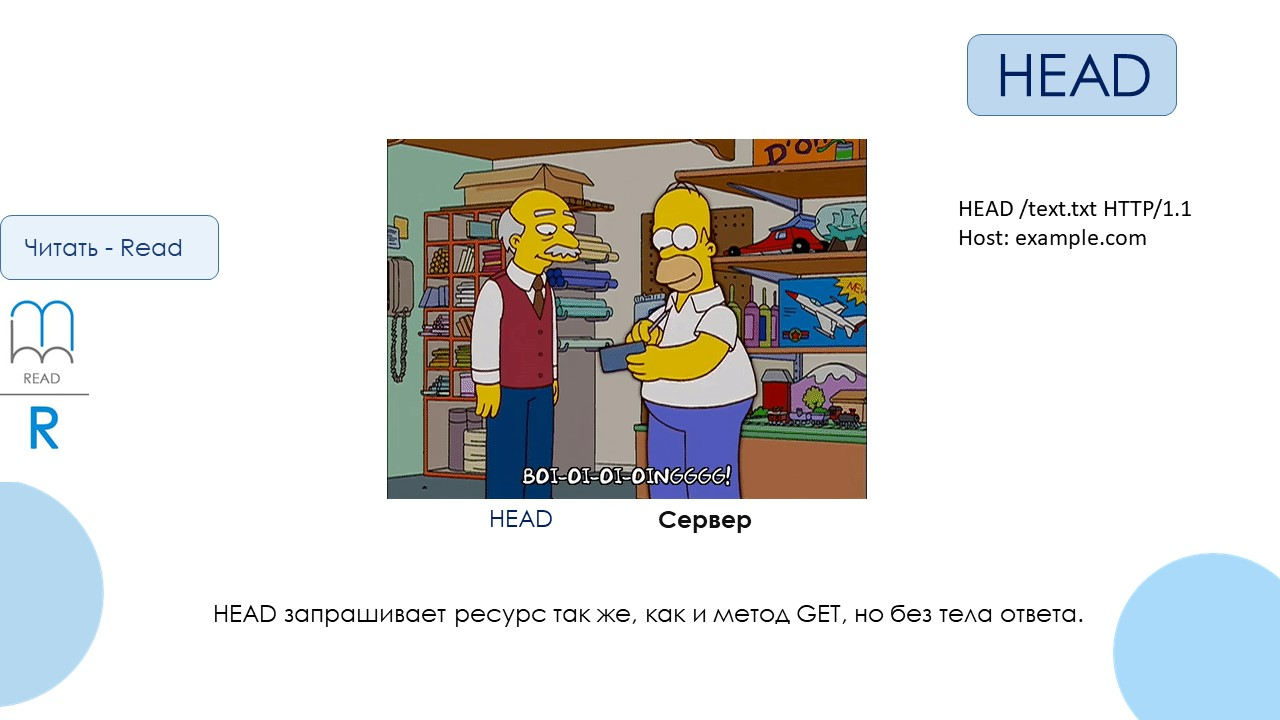 HEAD
HEAD /text.txt HTTP/1.1
Host: example.com
Читать - Read
READ
R
D'OH
NEW
BOI-OI-OI-OINGGGG!
HEAD
Сервер
HEAD запрашивает ресурс так же, как и метод GET, но без тела ответа.